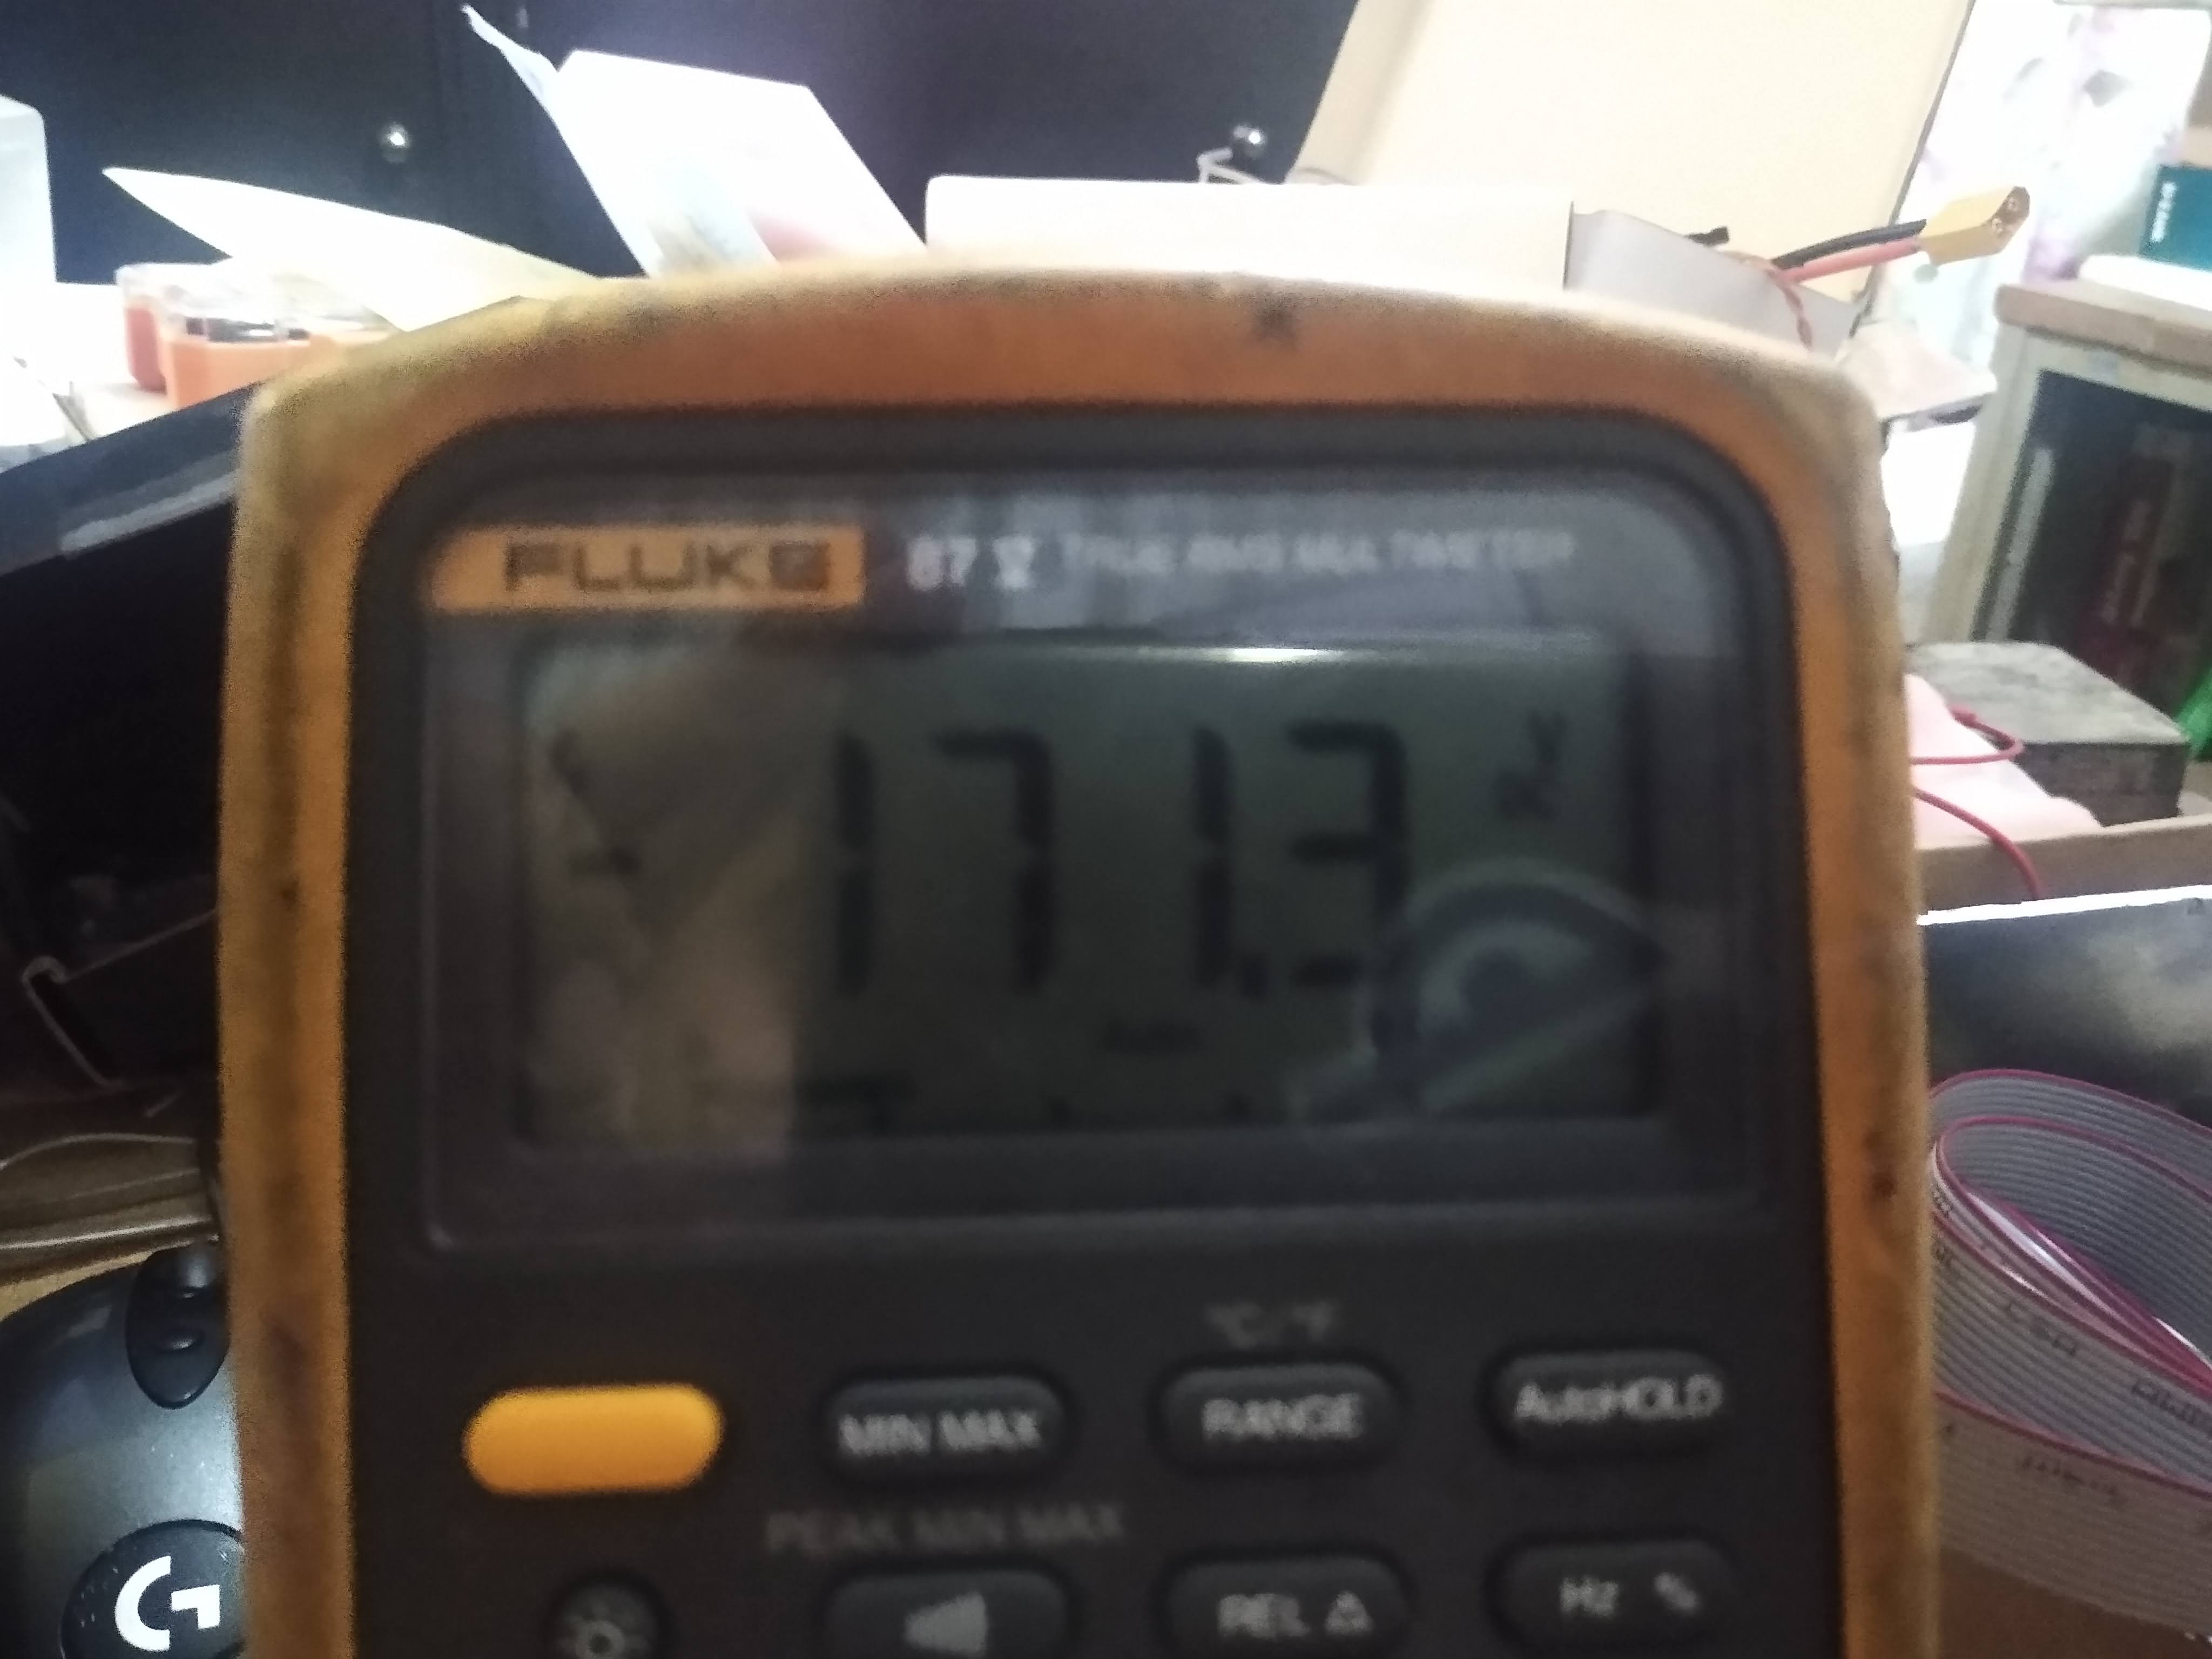 FLUKE 87 V TRUE RMS MULTIMETER
171.3
°C/°F
MIN MAX RANGE AutoHOLD
PEAK MIN MAX
REL Δ Hz %
G